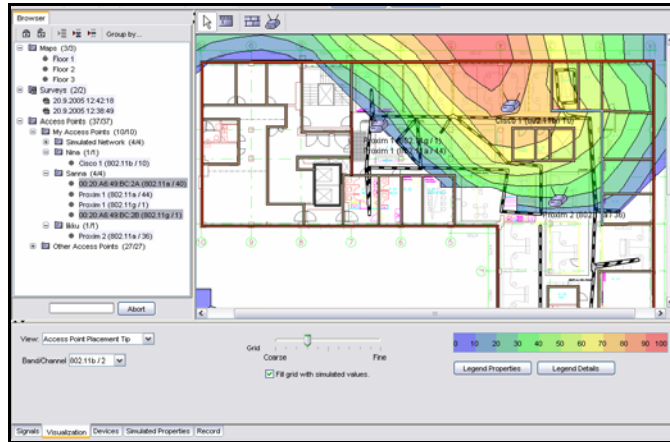 Browser
Group by...
Maps (3/3)
Floor 1
Floor 2
Floor 3
Surveys (2/2)
20.9.2005 12:42:18
20.9.2005 12:38:49
Access Points (37/37)
My Access Points (10/10)
Simulated Network (4/4)
Nina (1/1)
Cisco 1 (802.11b / 10)
Sanna (4/4)
00:20:A6:49:BC:2A (802.11a / 40)
Proxim 1 (802.11a / 44)
Proxim 1 (802.11g / 1)
00:20:A6:49:BC:2B (802.11g / 1)
Ikku (1/1)
Proxim 2 (802.11a / 36)
Other Access Points (27/27)
Abort
Cisco 1 (802.11b / 10)
Proxim 1 (802.11g / 1)
Proxim 1 (802.11a / 44)
Proxim 2 (802.11a / 36)
View: Access Point Placement Tip
Band/Channel 802.11b / 2
Grid
Coarse Fine
Fill grid with simulated values.
0 10 20 30 40 50 60 70 80 90 100
Legend Properties Legend Details
Signals Visualization Devices Simulated Properties Record